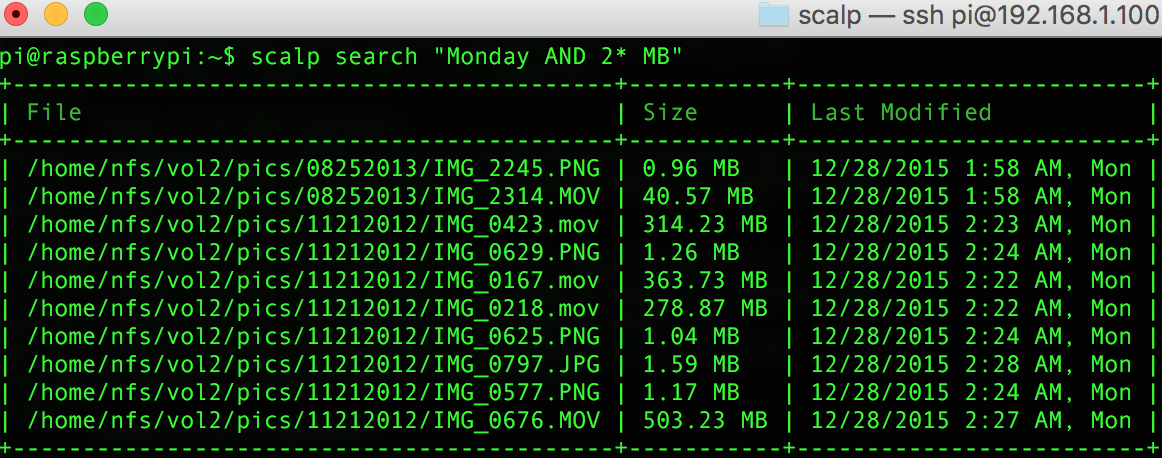 scalp — ssh pi@192.168.1.100
pi@raspberrypi:~$ scalp search "Monday AND 2* MB"
+-------------------------------------------+-----------+-------------------------+
| File                                      | Size      | Last Modified           |
+-------------------------------------------+-----------+-------------------------+
| /home/nfs/vol2/pics/08252013/IMG_2245.PNG | 0.96 MB   | 12/28/2015 1:58 AM, Mon |
| /home/nfs/vol2/pics/08252013/IMG_2314.MOV | 40.57 MB  | 12/28/2015 1:58 AM, Mon |
| /home/nfs/vol2/pics/11212012/IMG_0423.mov | 314.23 MB | 12/28/2015 2:23 AM, Mon |
| /home/nfs/vol2/pics/11212012/IMG_0629.PNG | 1.26 MB   | 12/28/2015 2:24 AM, Mon |
| /home/nfs/vol2/pics/11212012/IMG_0167.mov | 363.73 MB | 12/28/2015 2:22 AM, Mon |
| /home/nfs/vol2/pics/11212012/IMG_0218.mov | 278.87 MB | 12/28/2015 2:22 AM, Mon |
| /home/nfs/vol2/pics/11212012/IMG_0625.PNG | 1.04 MB   | 12/28/2015 2:24 AM, Mon |
| /home/nfs/vol2/pics/11212012/IMG_0797.JPG | 1.59 MB   | 12/28/2015 2:28 AM, Mon |
| /home/nfs/vol2/pics/11212012/IMG_0577.PNG | 1.17 MB   | 12/28/2015 2:24 AM, Mon |
| /home/nfs/vol2/pics/11212012/IMG_0676.MOV | 503.23 MB | 12/28/2015 2:27 AM, Mon |
+-------------------------------------------+-----------+-------------------------+